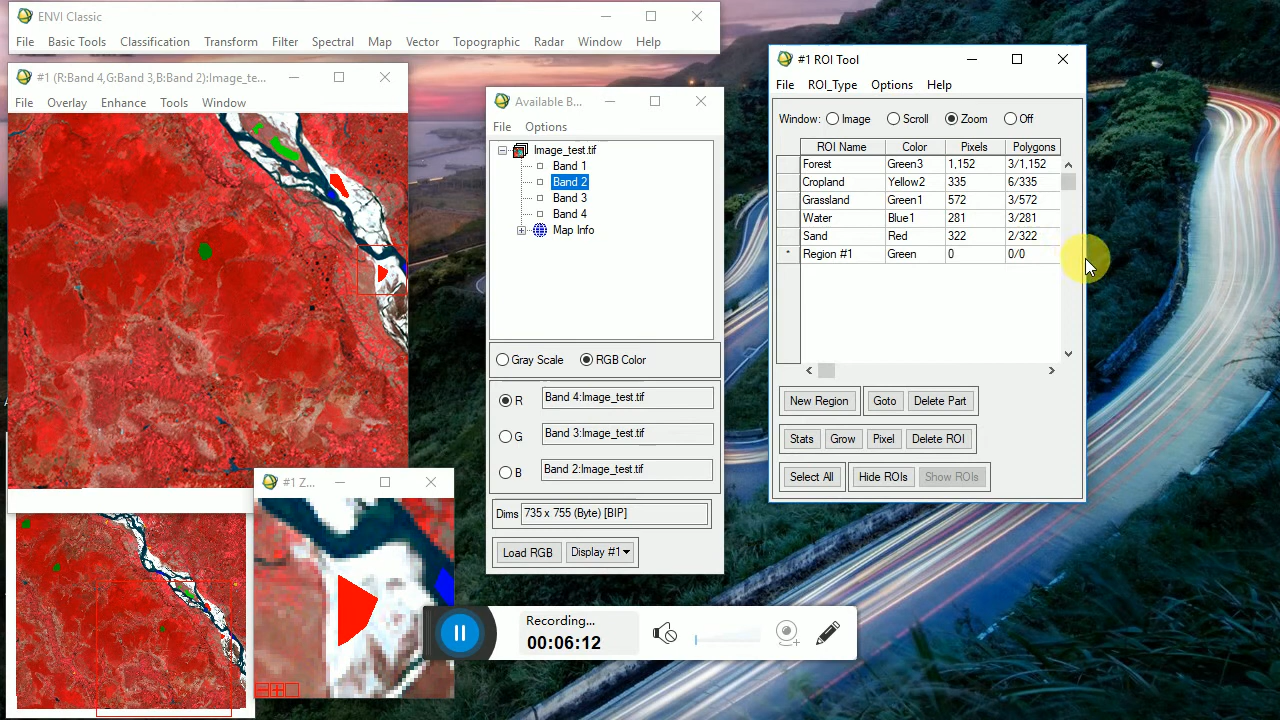 ENVI Classic
File Basic Tools Classification Transform Filter Spectral Map Vector Topographic Radar Window Help
#1 (R:Band 4,G:Band 3,B:Band 2):Image_te...
File Overlay Enhance Tools Window
#1 Z...
Available B...
File Options
Image_test.tif
Band 1
Band 2
Band 3
Band 4
Map Info
Gray Scale RGB Color
R Band 4:Image_test.tif
G Band 3:Image_test.tif
B Band 2:Image_test.tif
Dims 735 x 755 (Byte) [BIP]
Load RGB Display #1
Recording...
00:06:12
#1 ROI Tool
File ROI_Type Options Help
Window: Image Scroll Zoom Off
ROI Name Color Pixels Polygons
Forest Green3 1,152 3/1,152
Cropland Yellow2 335 6/335
Grassland Green1 572 3/572
Water Blue1 281 3/281
Sand Red 322 2/322
* Region #1 Green 0 0/0
New Region Goto Delete Part
Stats Grow Pixel Delete ROI
Select All Hide ROIs Show ROIs